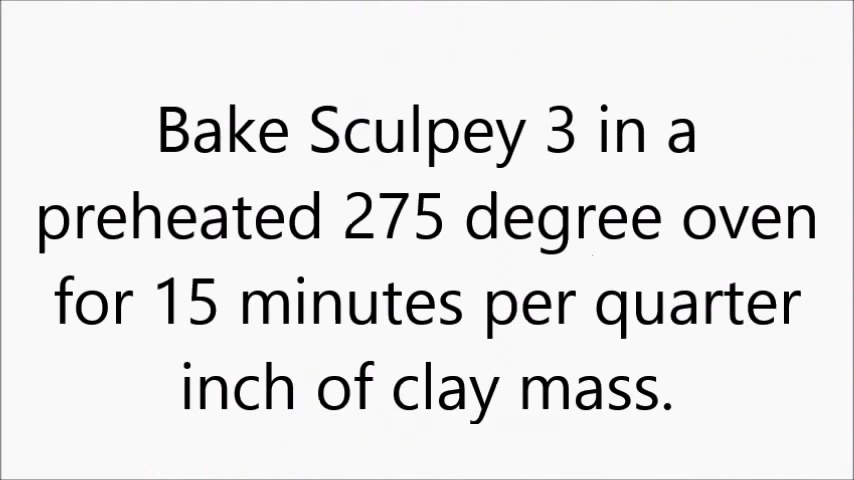 Bake Sculpey 3 in a
preheated 275 degree oven
for 15 minutes per quarter
inch of clay mass.